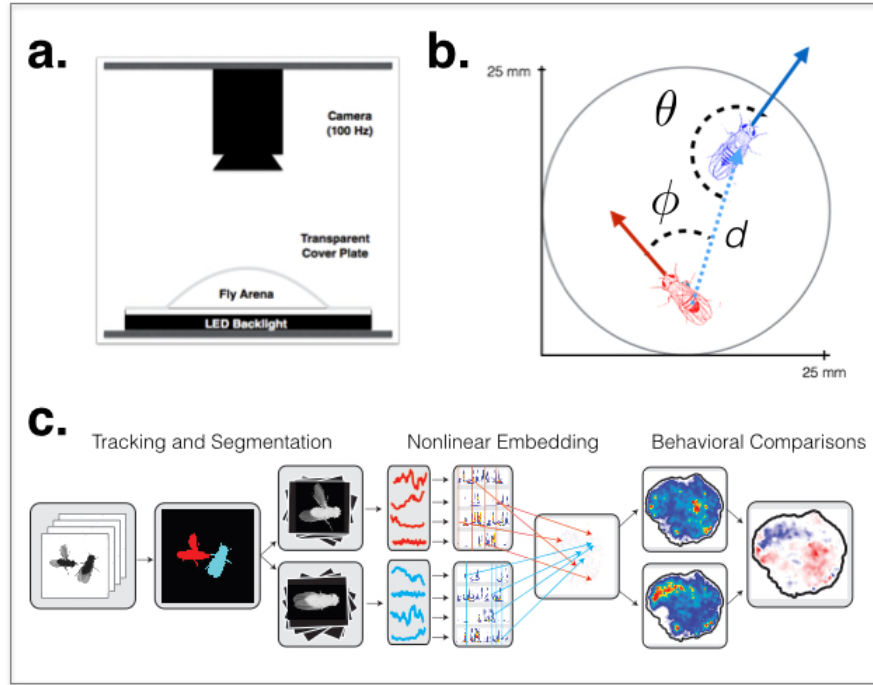 a.
Camera
(100 Hz)
Transparent
Cover Plate
Fly Arena
LED Backlight
b.
25 mm
θ
ϕ
d
25 mm
c.
Tracking and Segmentation
Nonlinear Embedding
Behavioral Comparisons